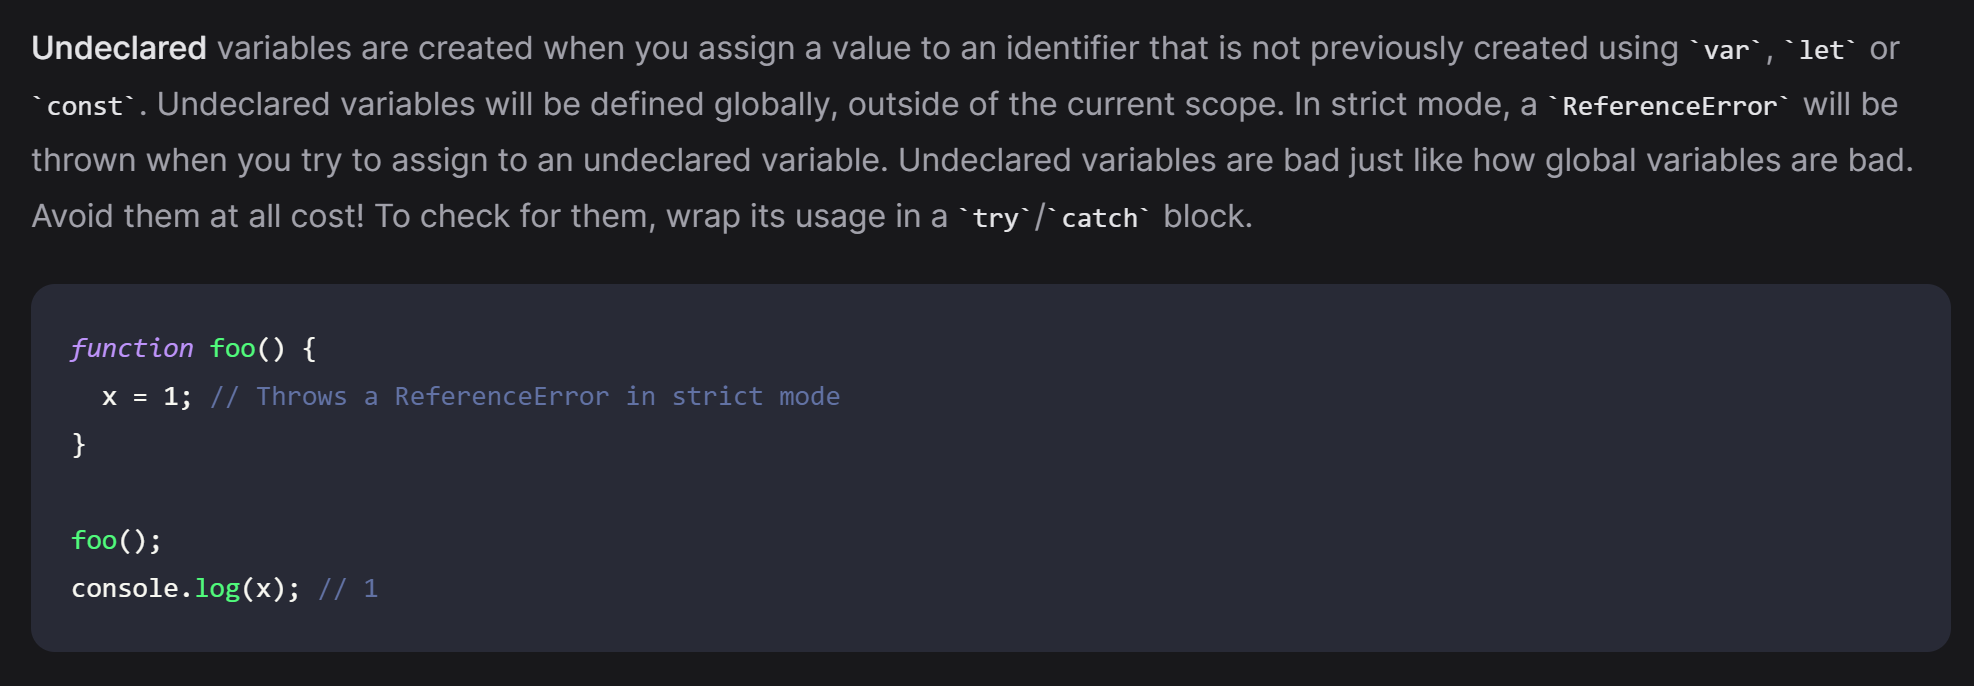 Undeclared variables are created when you assign a value to an identifier that is not previously created using `var`, `let` or
`const`. Undeclared variables will be defined globally, outside of the current scope. In strict mode, a `ReferenceError` will be
thrown when you try to assign to an undeclared variable. Undeclared variables are bad just like how global variables are bad.
Avoid them at all cost! To check for them, wrap its usage in a `try`/`catch` block.
function foo() {
  x = 1; // Throws a ReferenceError in strict mode
}
foo();
console.log(x); // 1